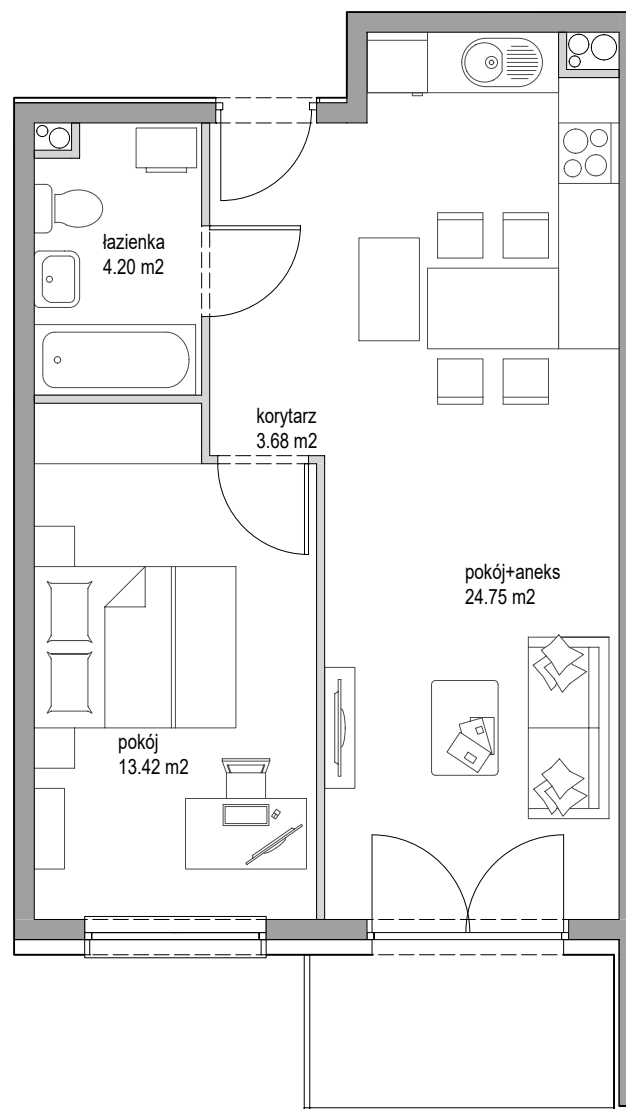 łazienka
4.20 m2
korytarz
3.68 m2
pokój+aneks
24.75 m2
pokój
13.42 m2